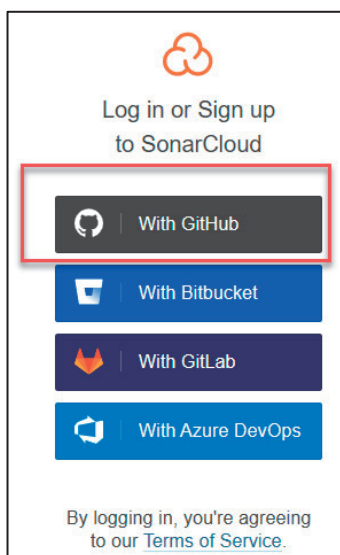 Log in or Sign up
to SonarCloud
With GitHub
With Bitbucket
With GitLab
With Azure DevOps
By logging in, you're agreeing
to our Terms of Service.